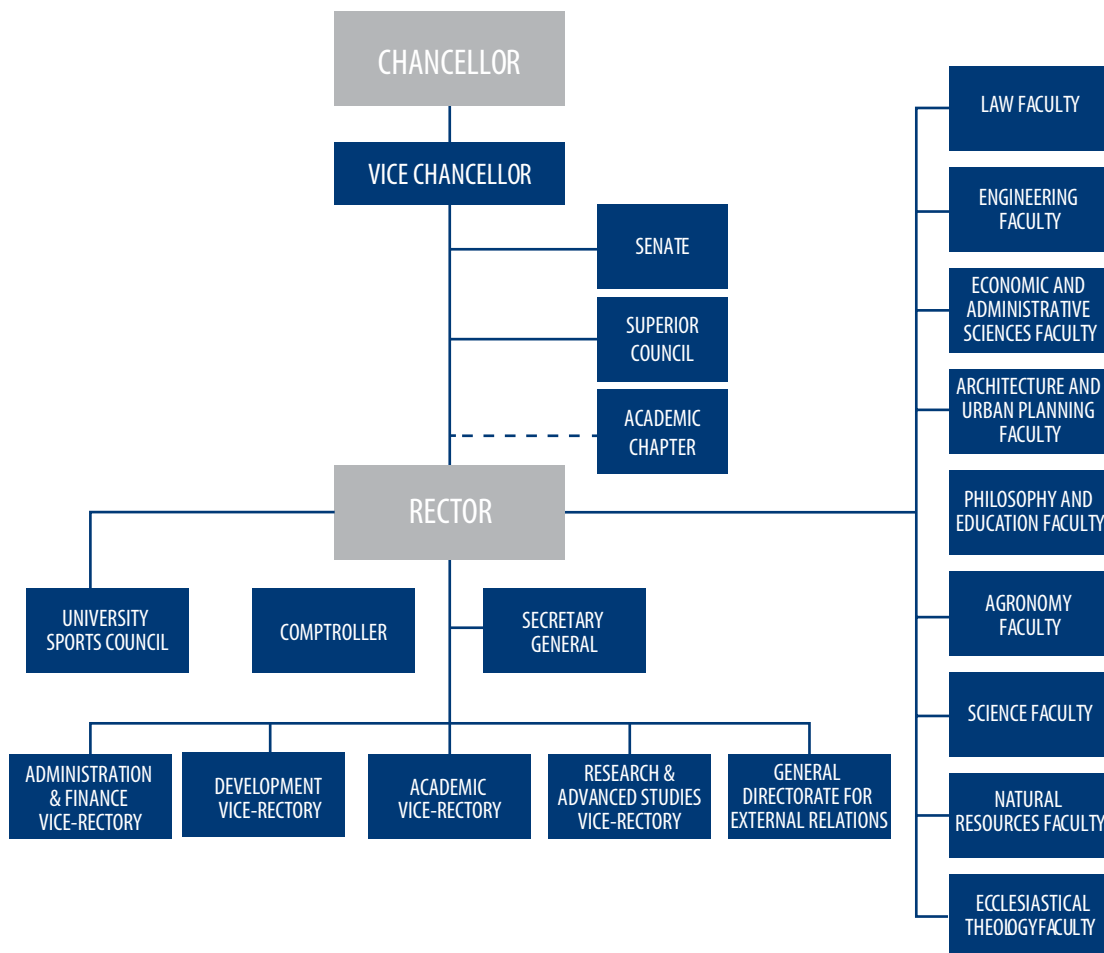 CHANCELLOR
VICE CHANCELLOR
SENATE
SUPERIOR
COUNCIL
ACADEMIC
CHAPTER
RECTOR
UNIVERSITY
SPORTS COUNCIL
COMPTROLLER
SECRETARY
GENERAL
ADMINISTRATION
& FINANCE
VICE-RECTORY
DEVELOPMENT
VICE-RECTORY
ACADEMIC
VICE-RECTORY
RESEARCH &
ADVANCED STUDIES
VICE-RECTORY
GENERAL
DIRECTORATE FOR
EXTERNAL RELATIONS
LAW FACULTY
ENGINEERING
FACULTY
ECONOMIC AND
ADMINISTRATIVE
SCIENCES FACULTY
ARCHITECTURE AND
URBAN PLANNING
FACULTY
PHILOSOPHY AND
EDUCATION FACULTY
AGRONOMY
FACULTY
SCIENCE FACULTY
NATURAL
RESOURCES FACULTY
ECCLESIASTICAL
THEOLOGY FACULTY